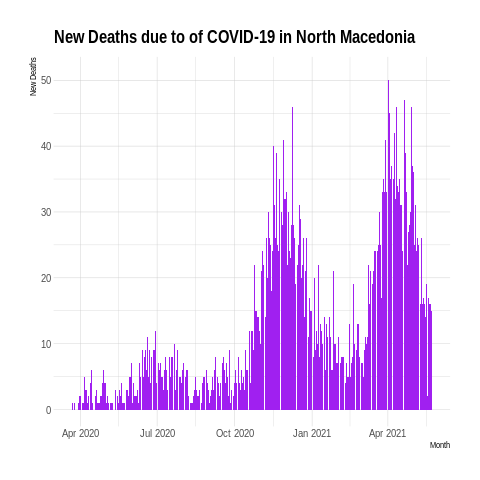 New Deaths due to of COVID-19 in North Macedonia
New Deaths
50
40
30
20
10
0
Apr 2020 Jul 2020 Oct 2020 Jan 2021 Apr 2021
Month